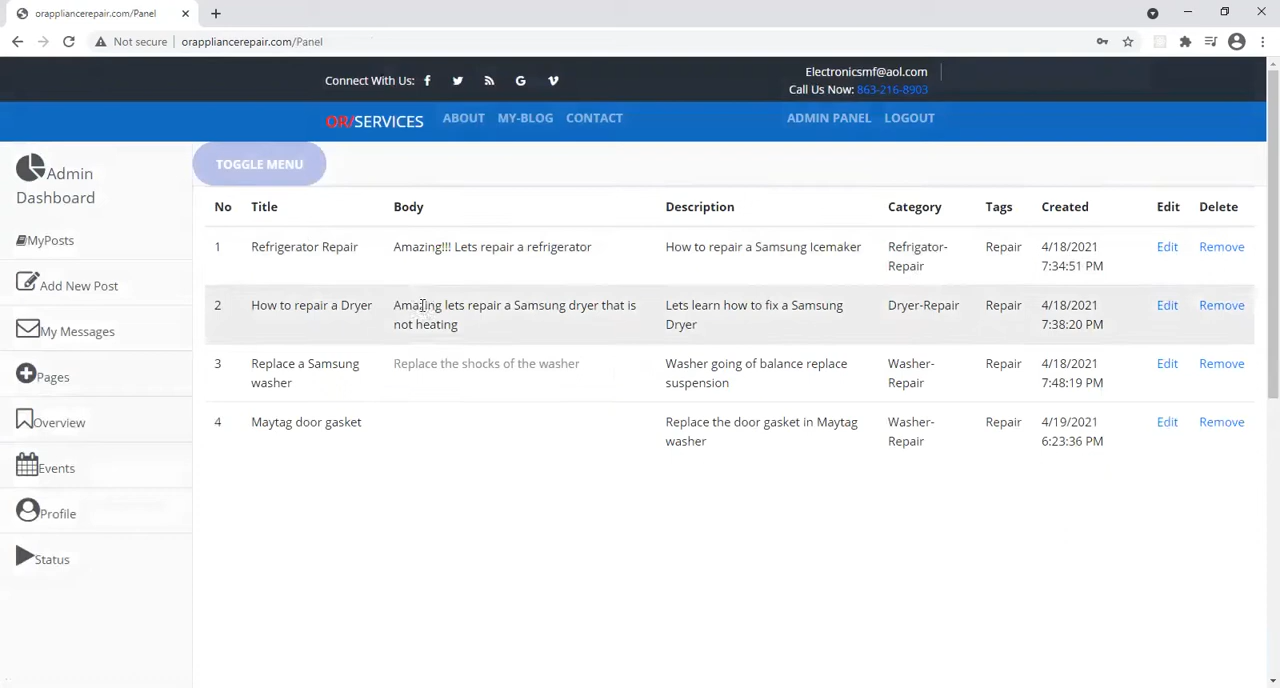 orappliancerepair.com/Panel
Not secure
orappliancerepair.com/Panel
Connect With Us:
Electronicsmf@aol.com
Call Us Now: 863-216-8903
OR/SERVICES ABOUT MY-BLOG CONTACT ADMIN PANEL LOGOUT
Admin
Dashboard
MyPosts
Add New Post
My Messages
Pages
Overview
Events
Profile
Status
TOGGLE MENU
No Title Body Description Category Tags Created Edit Delete
1 Refrigerator Repair Amazing!!! Lets repair a refrigerator How to repair a Samsung Icemaker Refrigator- Repair 4/18/2021 Edit Remove
Repair 7:34:51 PM
2 How to repair a Dryer Amazing lets repair a Samsung dryer that is Lets learn how to fix a Samsung Dryer-Repair Repair 4/18/2021 Edit Remove
not heating Dryer 7:38:20 PM
3 Replace a Samsung Replace the shocks of the washer Washer going of balance replace Washer- Repair 4/18/2021 Edit Remove
washer suspension Repair 7:48:19 PM
4 Maytag door gasket Replace the door gasket in Maytag Washer- Repair 4/19/2021 Edit Remove
washer Repair 6:23:36 PM